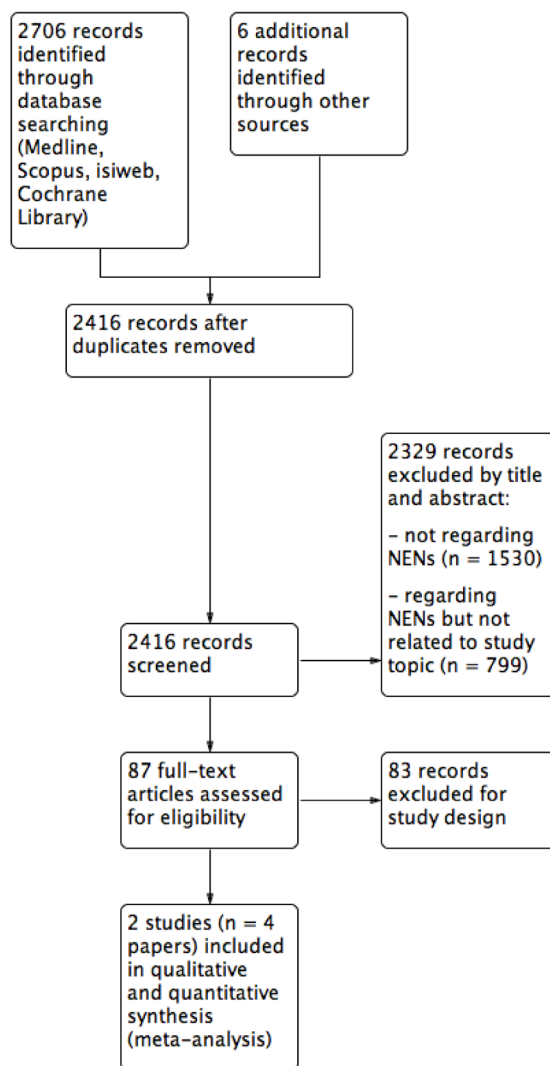 2706 records
identified
through
database
searching
(Medline,
Scopus, isiweb,
Cochrane
Library)
6 additional
records
identified
through other
sources
2416 records after
duplicates removed
2329 records
excluded by title
and abstract:
– not regarding
NENs (n = 1530)
– regarding
NENs but not
related to study
topic (n = 799)
2416 records
screened
87 full-text
articles assessed
for eligibility
83 records
excluded for
study design
2 studies (n = 4
papers) included
in qualitative
and quantitative
synthesis
(meta-analysis)